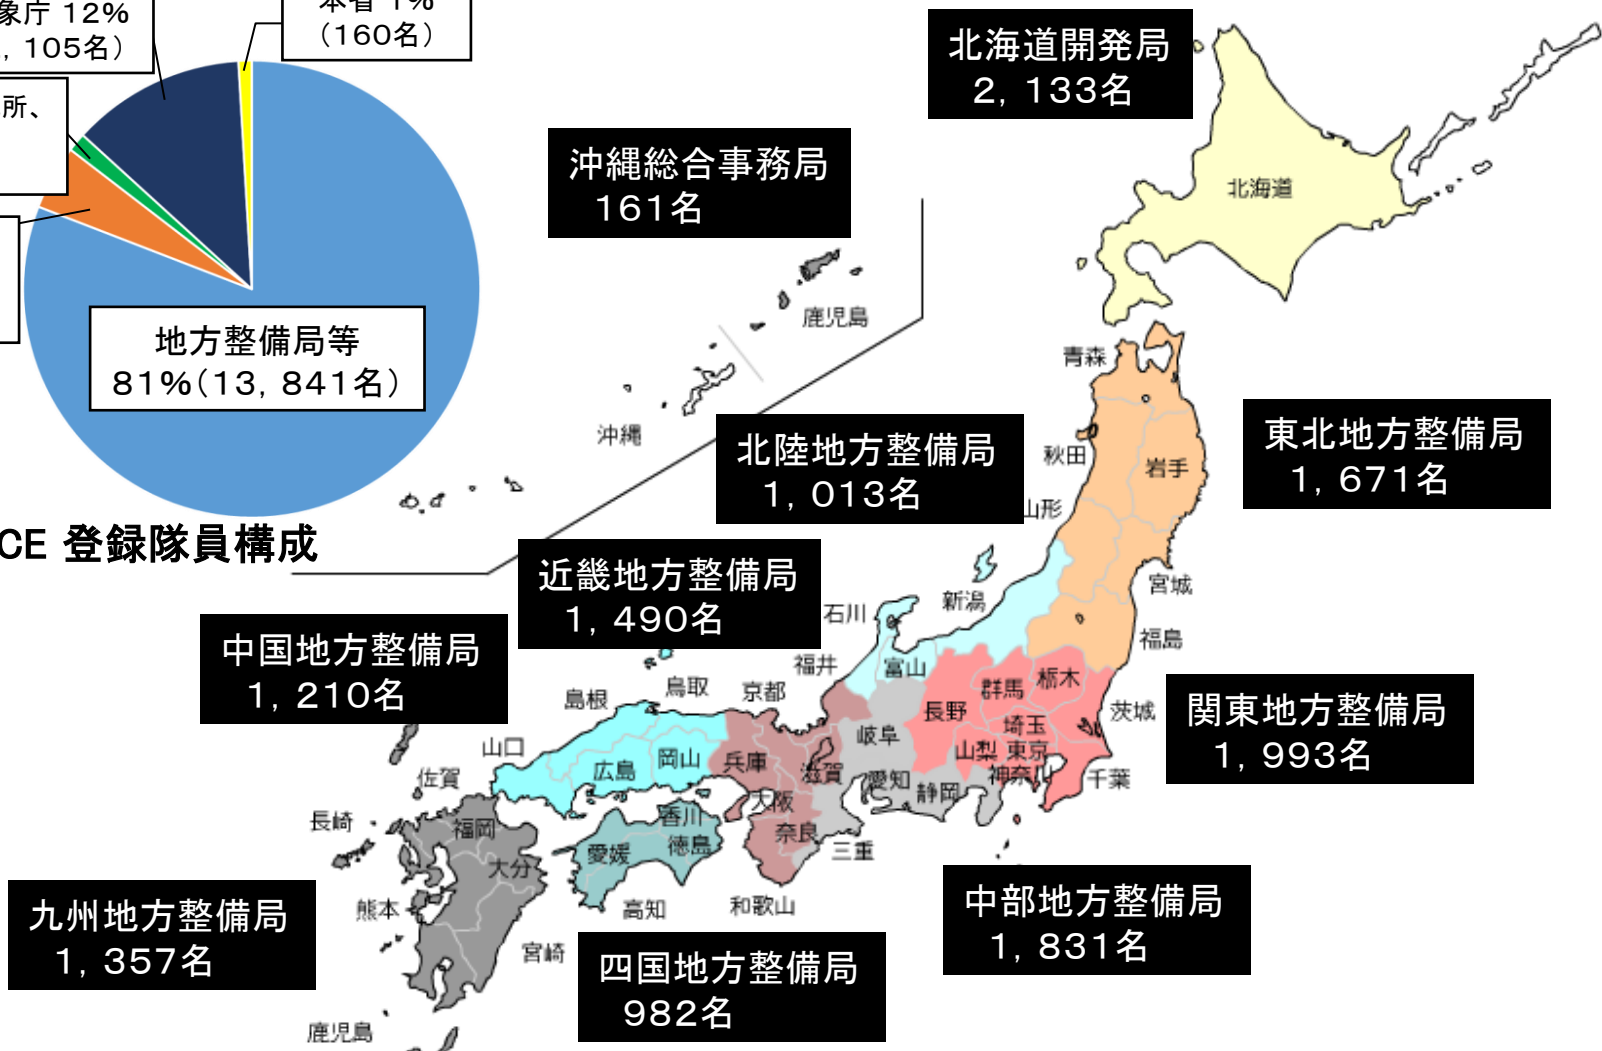 象庁 12%
, 105名)
本省 1%
(160名)
所、
地方整備局等
81%(13, 841名)
CE 登録隊員構成
北海道開発局
2, 133名
沖縄総合事務局
161名
北陸地方整備局
1, 013名
東北地方整備局
1, 671名
近畿地方整備局
1, 490名
中国地方整備局
1, 210名
関東地方整備局
1, 993名
九州地方整備局
1, 357名
四国地方整備局
982名
中部地方整備局
1, 831名
北海道
鹿児島
沖縄
青森
秋田
岩手
山形
宮城
新潟
福島
石川
富山
福井
群馬
栃木
茨城
長野
埼玉
山梨
東京
神奈川
千葉
岐阜
愛知
静岡
三重
島根
鳥取
京都
山口
広島
岡山
兵庫
滋賀
大阪
奈良
和歌山
香川
徳島
愛媛
高知
佐賀
長崎
福岡
大分
熊本
宮崎
鹿児島